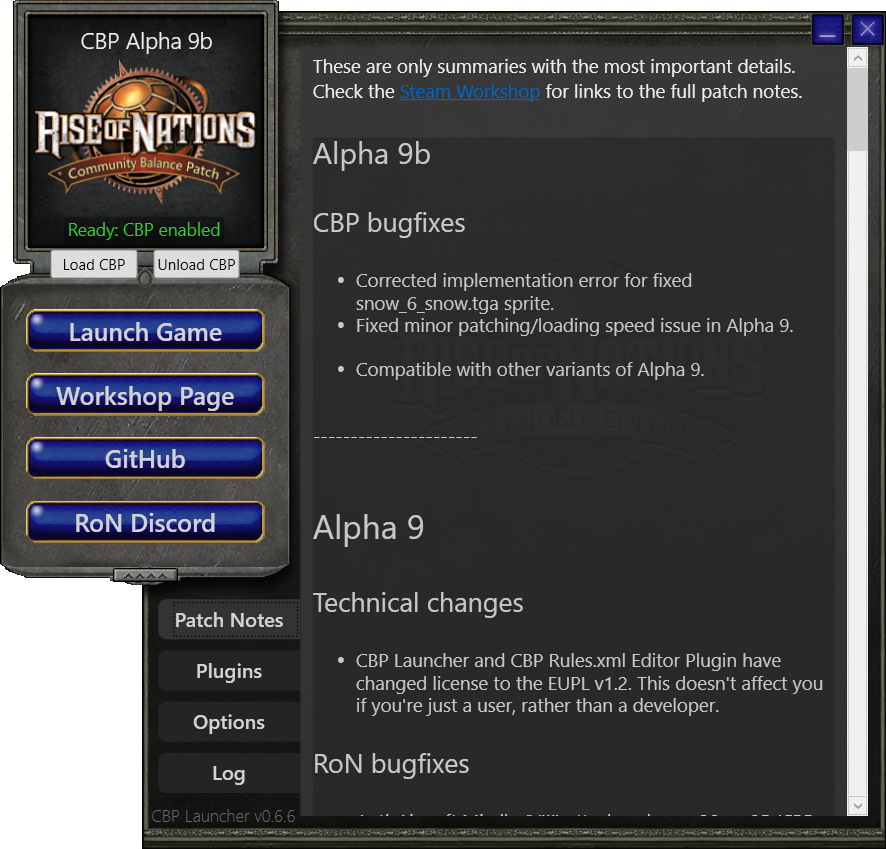 CBP Alpha 9b
RISE OF NATIONS
Community Balance Patch
Ready: CBP enabled
Load CBP
Unload CBP
Launch Game
Workshop Page
GitHub
RoN Discord
Patch Notes
Plugins
Options
Log
CBP Launcher v0.6.6
These are only summaries with the most important details.
Check the Steam Workshop for links to the full patch notes.
Alpha 9b
CBP bugfixes
• Corrected implementation error for fixed
snow_6_snow.tga sprite.
• Fixed minor patching/loading speed issue in Alpha 9.
• Compatible with other variants of Alpha 9.
----------------------
Alpha 9
Technical changes
• CBP Launcher and CBP Rules.xml Editor Plugin have
changed license to the EUPL v1.2. This doesn't affect you
if you're just a user, rather than a developer.
RoN bugfixes